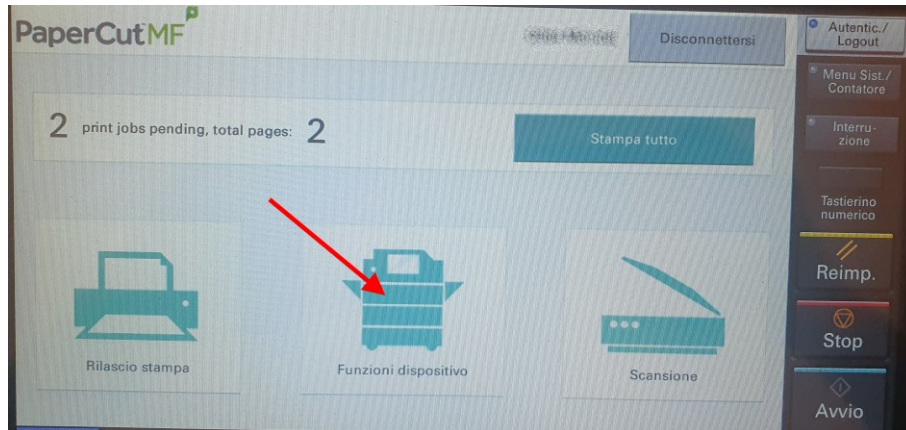 PaperCut MF
Disconnettersi
Autentic./
Logout
Menu Sist./
Contatore
2 print jobs pending, total pages: 2
Stampa tutto
Interru-
zione
Tastierino
numerico
Reimp.
Rilascio stampa
Funzioni dispositivo
Scansione
Stop
Avvio